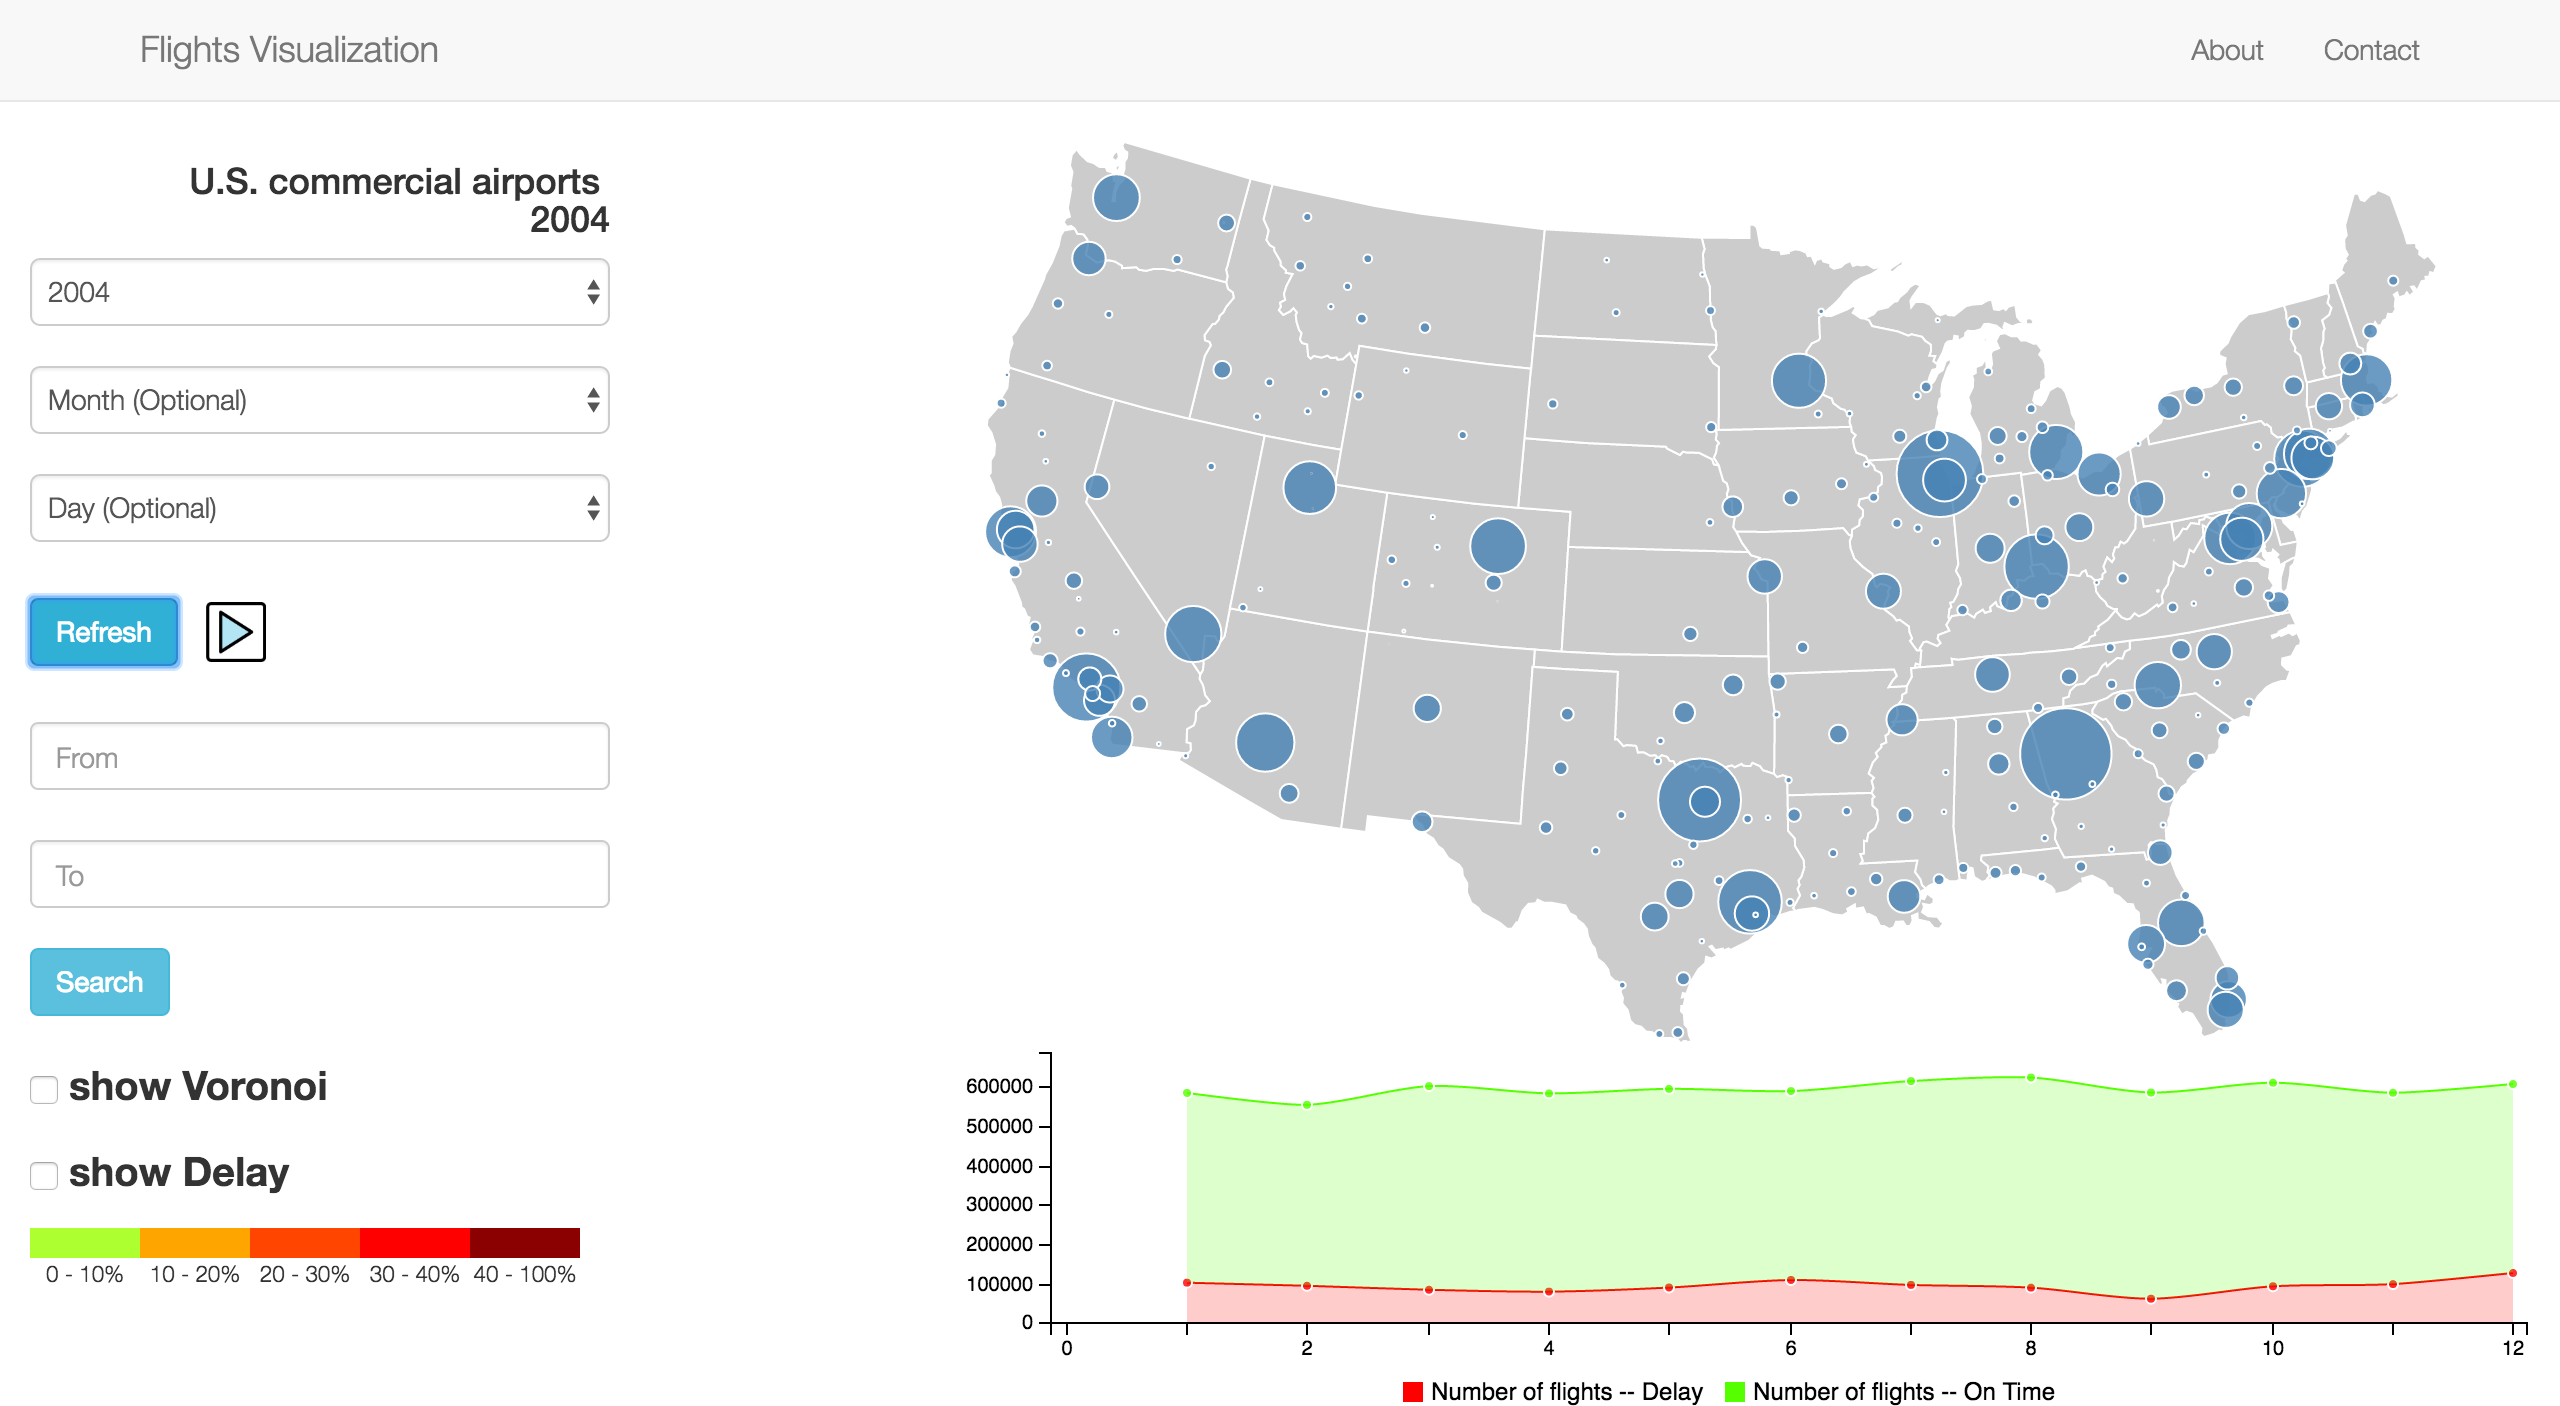 Flights Visualization
About
Contact
U.S. commercial airports
2004
2004
Month (Optional)
Day (Optional)
Refresh
From
To
Search
show Voronoi
show Delay
0 - 10% 10 - 20% 20 - 30% 30 - 40% 40 - 100%
600000
500000
400000
300000
200000
100000
0
0 2 4 6 8 10 12
Number of flights -- Delay Number of flights -- On Time